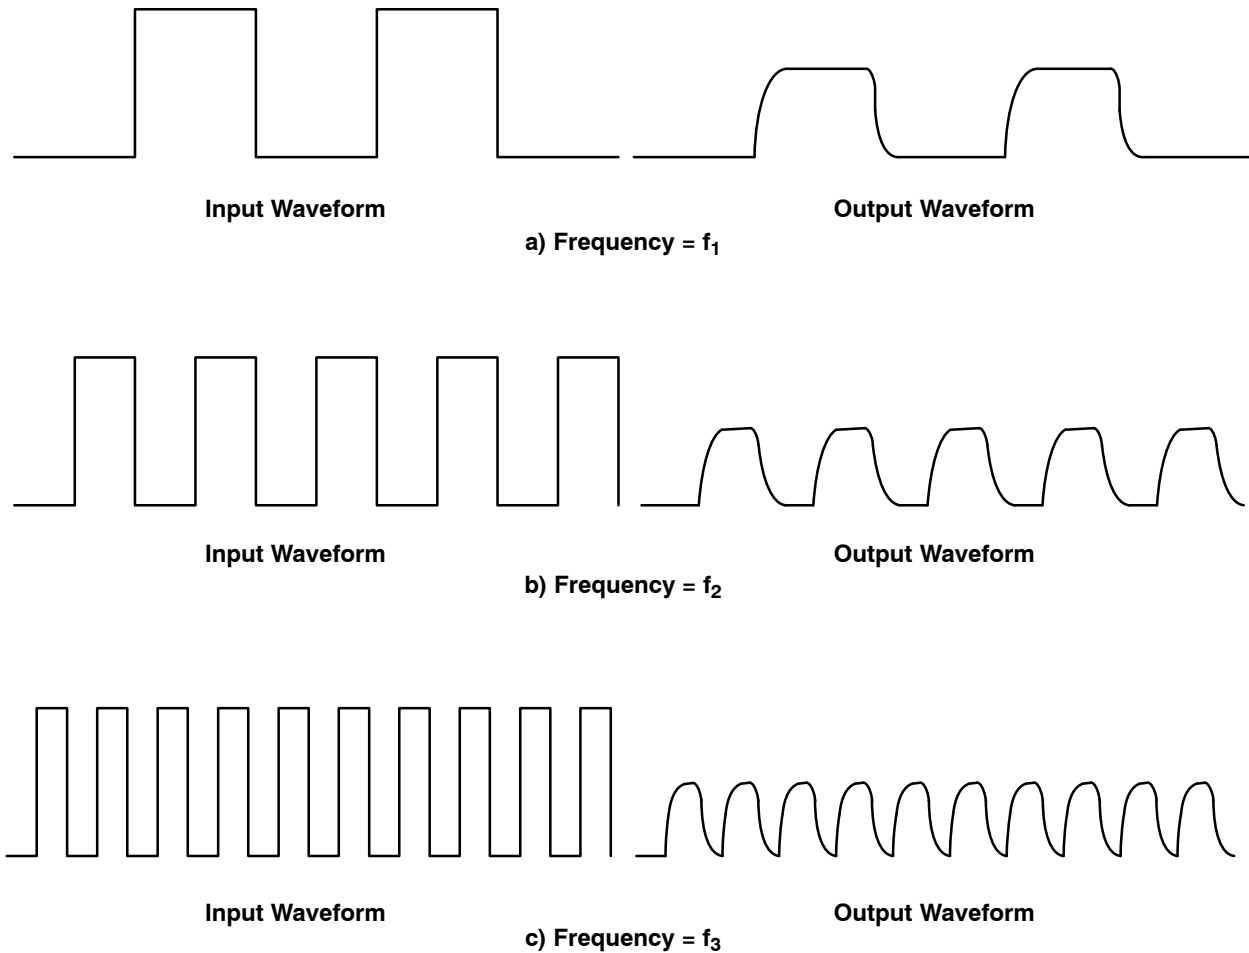 Input Waveform
Output Waveform
a) Frequency = f₁
Input Waveform
Output Waveform
b) Frequency = f₂
Input Waveform
Output Waveform
c) Frequency = f₃